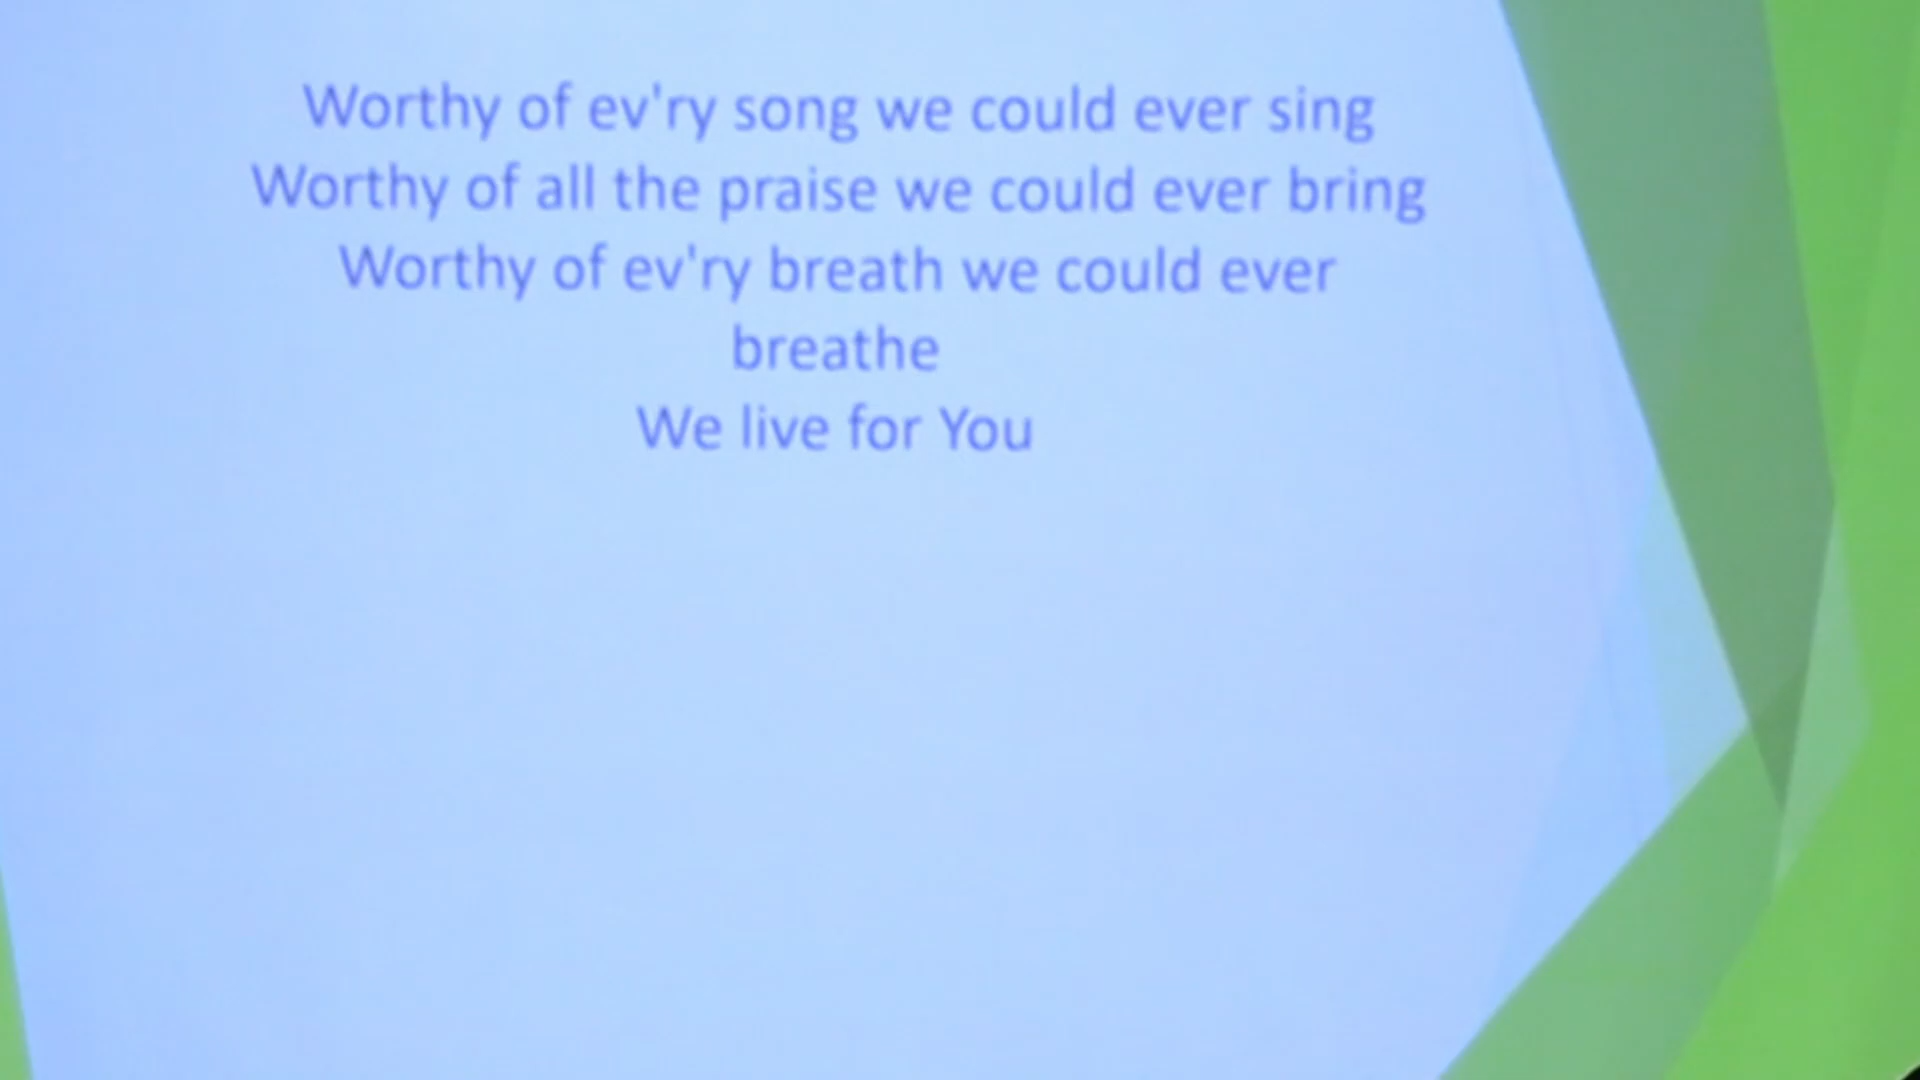 Worthy of ev'ry song we could ever sing
Worthy of all the praise we could ever bring
Worthy of ev'ry breath we could ever
breathe
We live for You